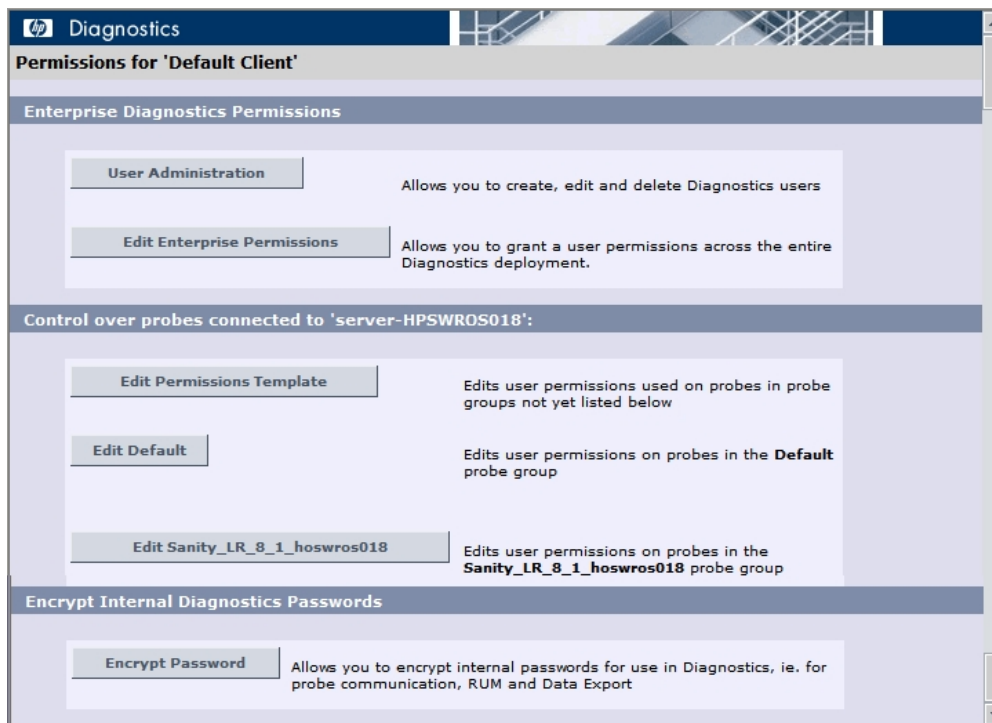 hp Diagnostics
Permissions for 'Default Client'
Enterprise Diagnostics Permissions
User Administration
Allows you to create, edit and delete Diagnostics users
Edit Enterprise Permissions
Allows you to grant a user permissions across the entire
Diagnostics deployment.
Control over probes connected to 'server-HPSWROS018':
Edit Permissions Template
Edits user permissions used on probes in probe
groups not yet listed below
Edit Default
Edits user permissions on probes in the Default
probe group
Edit Sanity_LR_8_1_hoswros018
Edits user permissions on probes in the
Sanity_LR_8_1_hoswros018 probe group
Encrypt Internal Diagnostics Passwords
Encrypt Password
Allows you to encrypt internal passwords for use in Diagnostics, ie. for
probe communication, RUM and Data Export